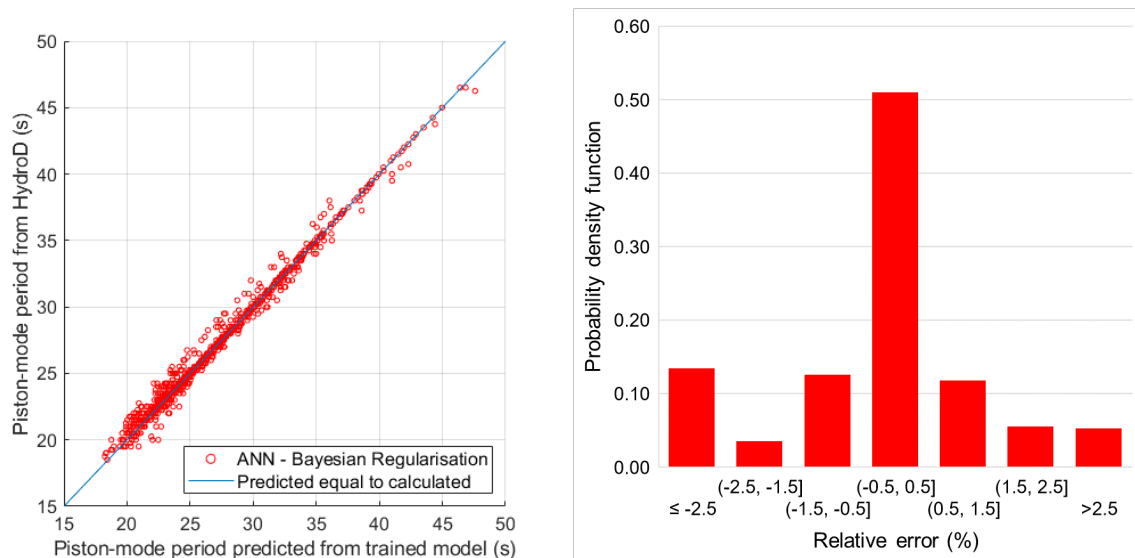 Piston-mode period from HydroD (s)
50
45
40
35
30
25
20
15
15 20 25 30 35 40 45 50
ANN - Bayesian Regularisation
Predicted equal to calculated
Piston-mode period predicted from trained model (s)
Probability density function
0.60
0.50
0.40
0.30
0.20
0.10
0.00
(-2.5, -1.5] (-0.5, 0.5] (1.5, 2.5]
≤ -2.5 (-1.5, -0.5] (0.5, 1.5] >2.5
Relative error (%)